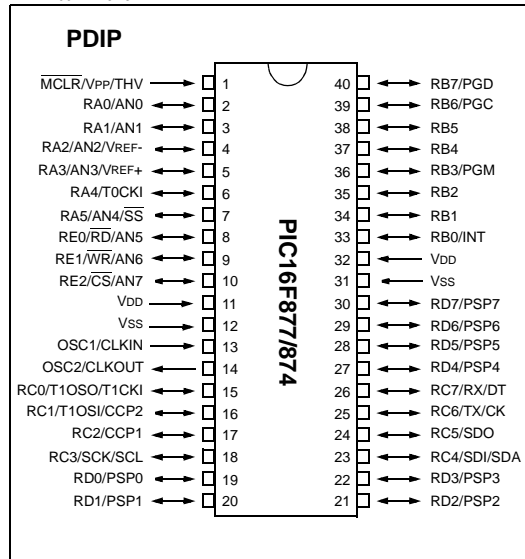 PDIP
MCLR/VPP/THV 1 40 RB7/PGD
RA0/AN0 2 39 RB6/PGC
RA1/AN1 3 38 RB5
RA2/AN2/VREF- 4 37 RB4
RA3/AN3/VREF+ 5 36 RB3/PGM
RA4/T0CKI 6 35 RB2
RA5/AN4/SS 7 34 RB1
RE0/RD/AN5 8 33 RB0/INT
RE1/WR/AN6 9 32 VDD
RE2/CS/AN7 10 31 VSS
VDD 11 30 RD7/PSP7
VSS 12 29 RD6/PSP6
OSC1/CLKIN 13 28 RD5/PSP5
OSC2/CLKOUT 14 27 RD4/PSP4
RC0/T1OSO/T1CKI 15 26 RC7/RX/DT
RC1/T1OSI/CCP2 16 25 RC6/TX/CK
RC2/CCP1 17 24 RC5/SDO
RC3/SCK/SCL 18 23 RC4/SDI/SDA
RD0/PSP0 19 22 RD3/PSP3
RD1/PSP1 20 21 RD2/PSP2
PIC16F877/874